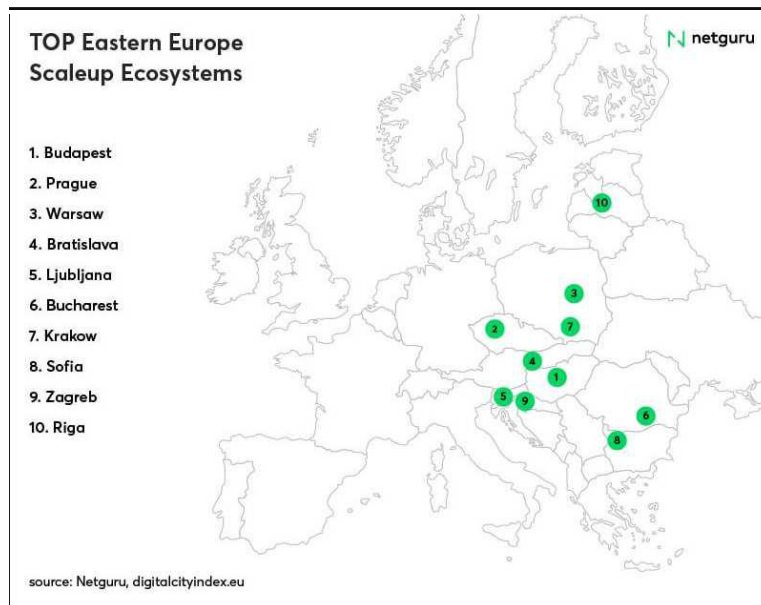 TOP Eastern Europe
Scaleup Ecosystems
netguru
1. Budapest
2. Prague
3. Warsaw
4. Bratislava
5. Ljubljana
6. Bucharest
7. Krakow
8. Sofia
9. Zagreb
10. Riga
10
3
2
7
4
1
5
9
6
8
source: Netguru, digitalcityindex.eu